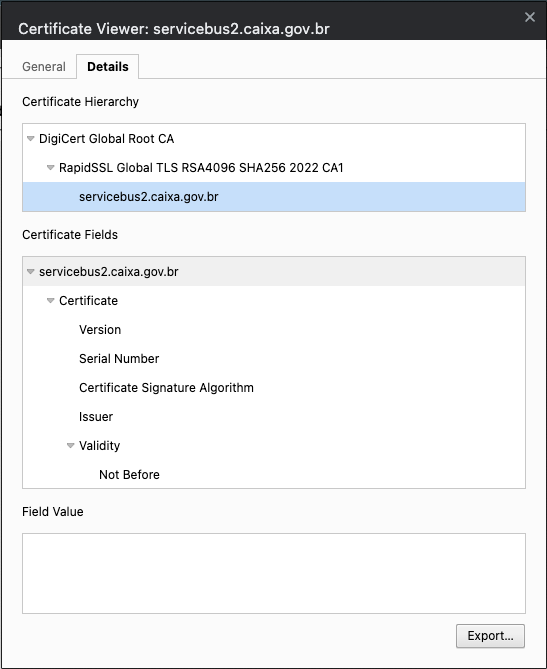 Certificate Viewer: servicebus2.caixa.gov.br
General Details
Certificate Hierarchy
DigiCert Global Root CA
RapidSSL Global TLS RSA4096 SHA256 2022 CA1
servicebus2.caixa.gov.br
Certificate Fields
servicebus2.caixa.gov.br
Certificate
Version
Serial Number
Certificate Signature Algorithm
Issuer
Validity
Not Before
Field Value
Export...